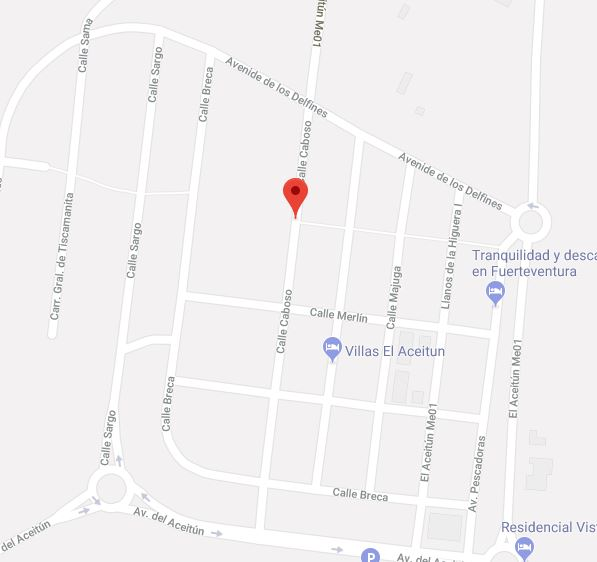 Aceitún Me01
Calle Sama
Calle Sargo
Calle Breca
Avenide de los Delfines
Calle Caboso
Avenide de los Delfines
Carr. Gral. de Tiscamanita
Calle Sargo
Llanos de la Higuera I
Tranquilidad y desca
en Fuerteventura
Calle Majuga
Calle Merlín
Calle Caboso
Villas El Aceitun
El Aceitún Me01
Calle Breca
Calle Sargo
El Aceitún Me01
Av. Pescadoras
Calle Breca
del Aceitún
Av. del Aceitún
P
Av. del Aceit
Residencial Vist